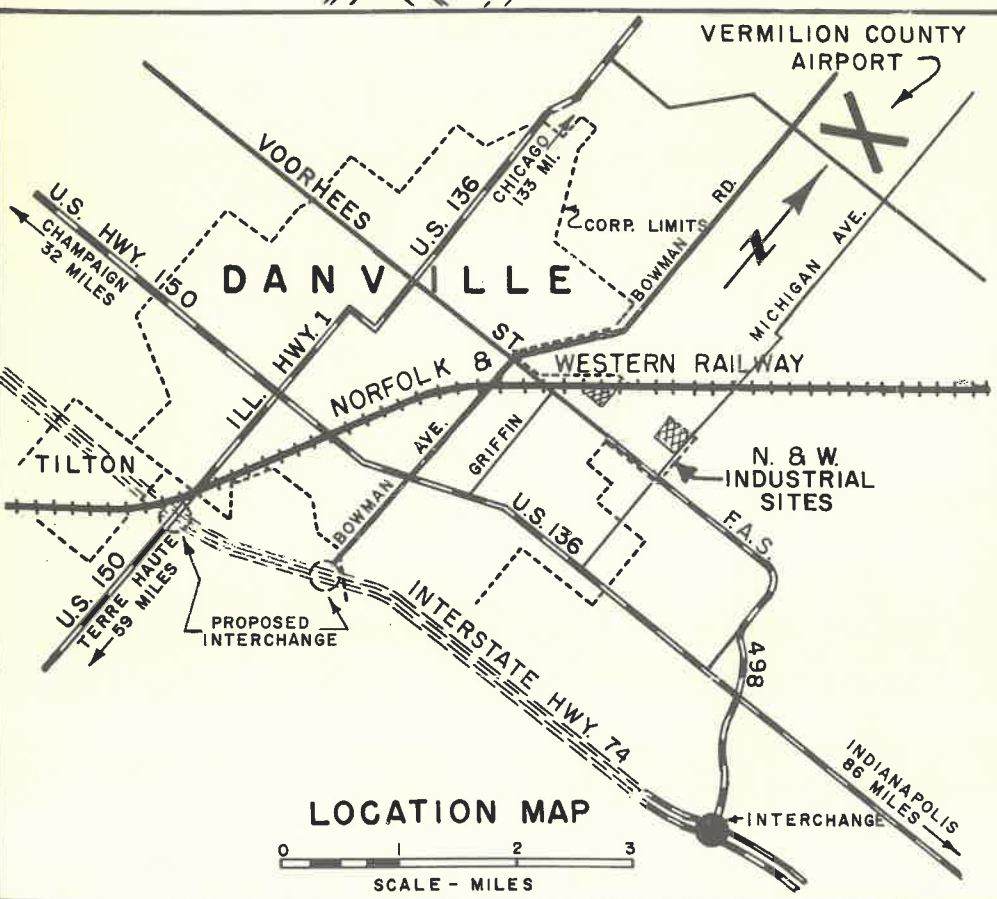 VERMILION COUNTY
AIRPORT
VOORHEES
ST.
U.S. 136
CHICAGO
133 MI.
CORP. LIMITS
BOWMAN
RD.
N
MICHIGAN AVE.
U.S. HWY. 150
CHAMPAIGN
32 MILES
DANVILLE
ILL. HWY. 1
NORFOLK & WESTERN RAILWAY
BOWMAN
AVE.
GRIFFIN
TILTON
U.S. 136
N. & W.
INDUSTRIAL
SITES
F.A.S.
498
U.S. 150
TERRE HAUTE
59 MILES
PROPOSED
INTERCHANGE
INTERSTATE HWY. 74
INDIANAPOLIS
86 MILES
INTERCHANGE
LOCATION MAP
0 1 2 3
SCALE - MILES